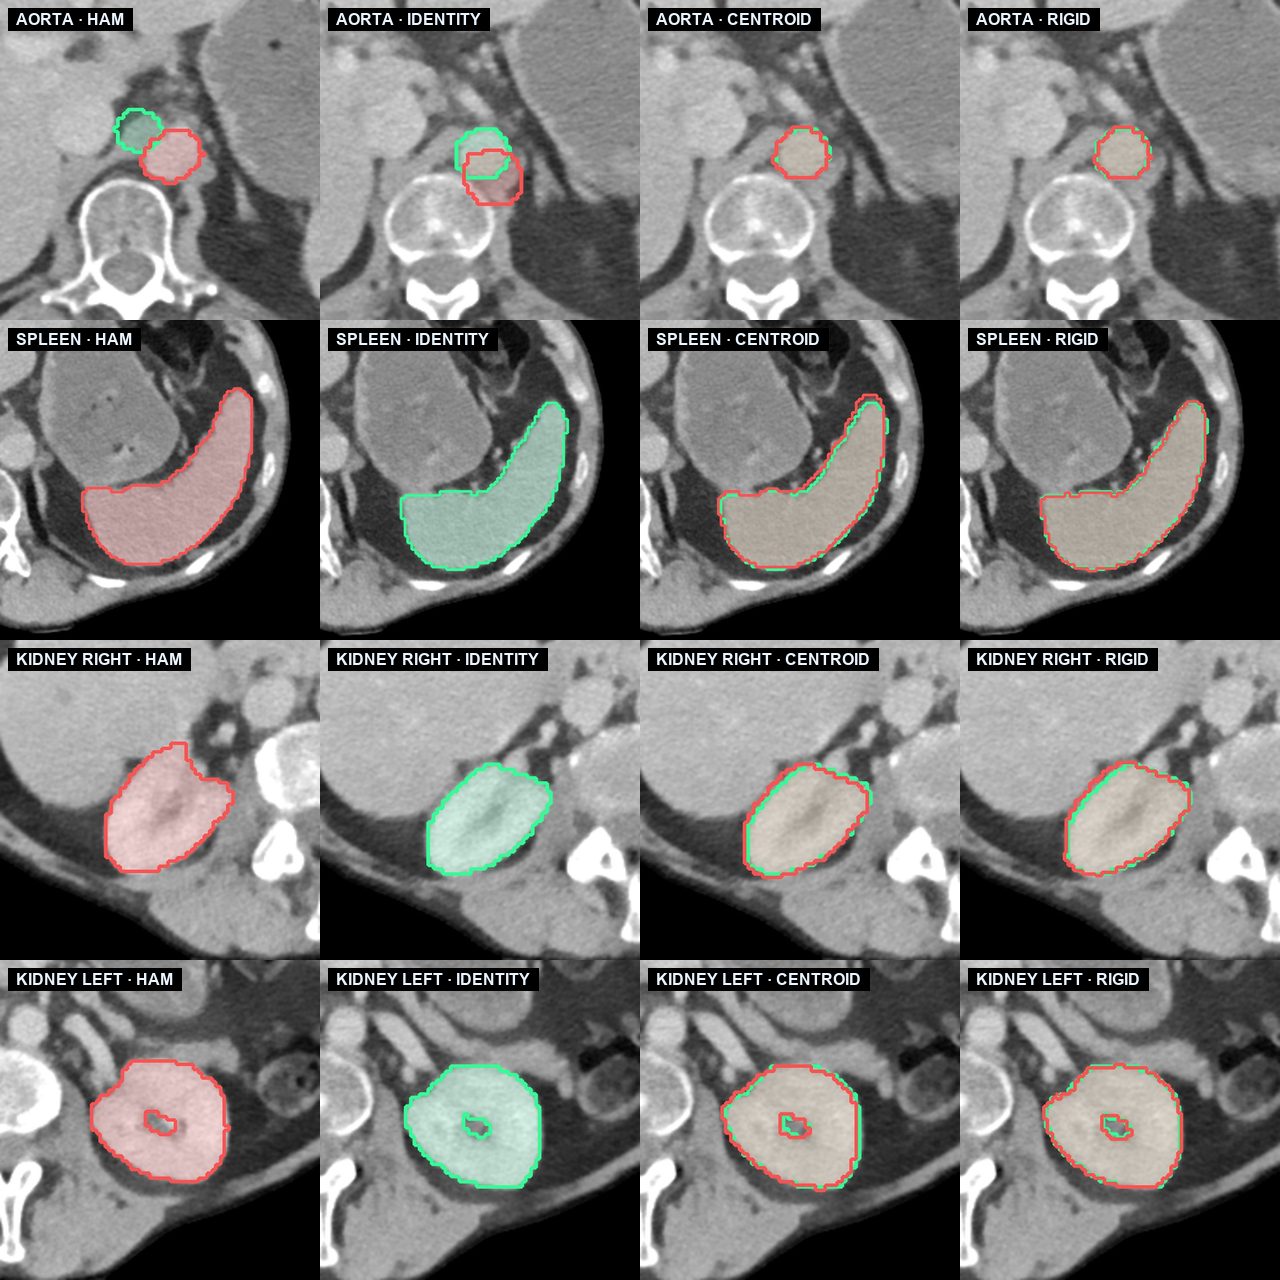 AORTA · HAM
AORTA · IDENTITY
AORTA · CENTROID
AORTA · RIGID
SPLEEN · HAM
SPLEEN · IDENTITY
SPLEEN · CENTROID
SPLEEN · RIGID
KIDNEY RIGHT · HAM
KIDNEY RIGHT · IDENTITY
KIDNEY RIGHT · CENTROID
KIDNEY RIGHT · RIGID
KIDNEY LEFT · HAM
KIDNEY LEFT · IDENTITY
KIDNEY LEFT · CENTROID
KIDNEY LEFT · RIGID